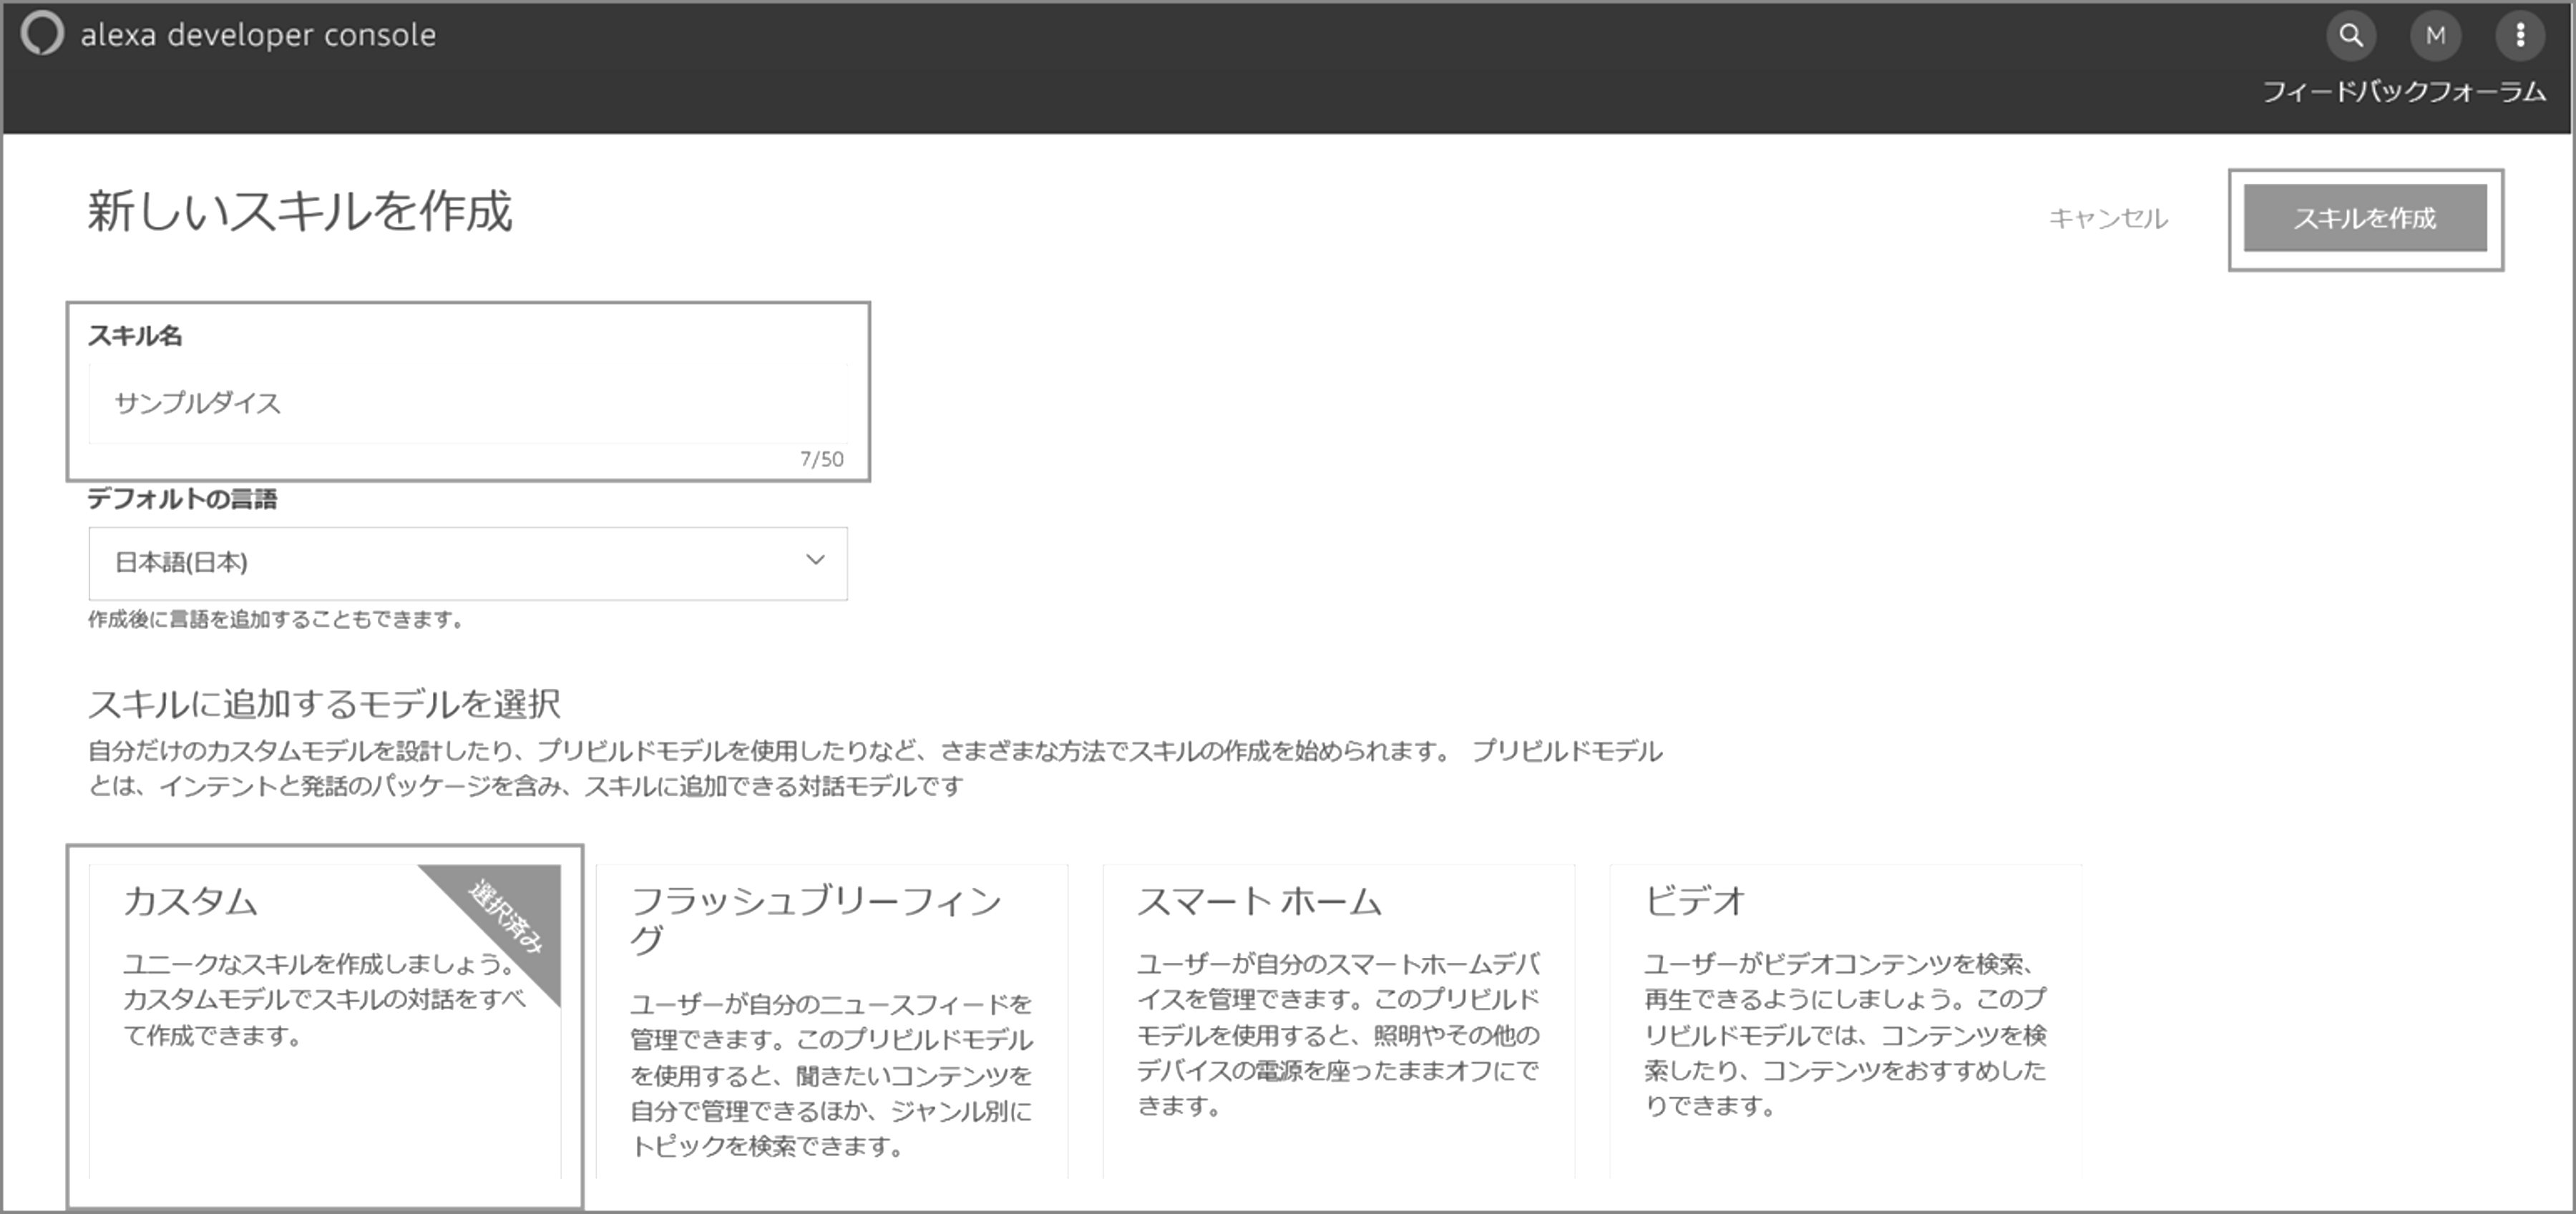 alexa developer console
M
フィードバックフォーラム
新しいスキルを作成
キャンセル
スキルを作成
スキル名
サンプルダイス
7/50
デフォルトの言語
日本語(日本)
作成後に言語を追加することもできます。
スキルに追加するモデルを選択
自分だけのカスタムモデルを設計したり、プリビルドモデルを使用したりなど、さまざまな方法でスキルの作成を始められます。 プリビルドモデル
とは、インテントと発話のパッケージを含み、スキルに追加できる対話モデルです
カスタム
選択済み
ユニークなスキルを作成しましょう。
カスタムモデルでスキルの対話をすべ
て作成できます。
フラッシュブリーフィン
グ
ユーザーが自分のニュースフィードを
管理できます。このプリビルドモデル
を使用すると、聞きたいコンテンツを
自分で管理できるほか、ジャンル別に
トピックを検索できます。
スマート ホーム
ユーザーが自分のスマートホームデバ
イスを管理できます。このプリビルド
モデルを使用すると、照明やその他の
デバイスの電源を座ったままオフにで
きます。
ビデオ
ユーザーがビデオコンテンツを検索、
再生できるようにしましょう。このプ
リビルドモデルでは、コンテンツを検
索したり、コンテンツをおすすめした
りできます。